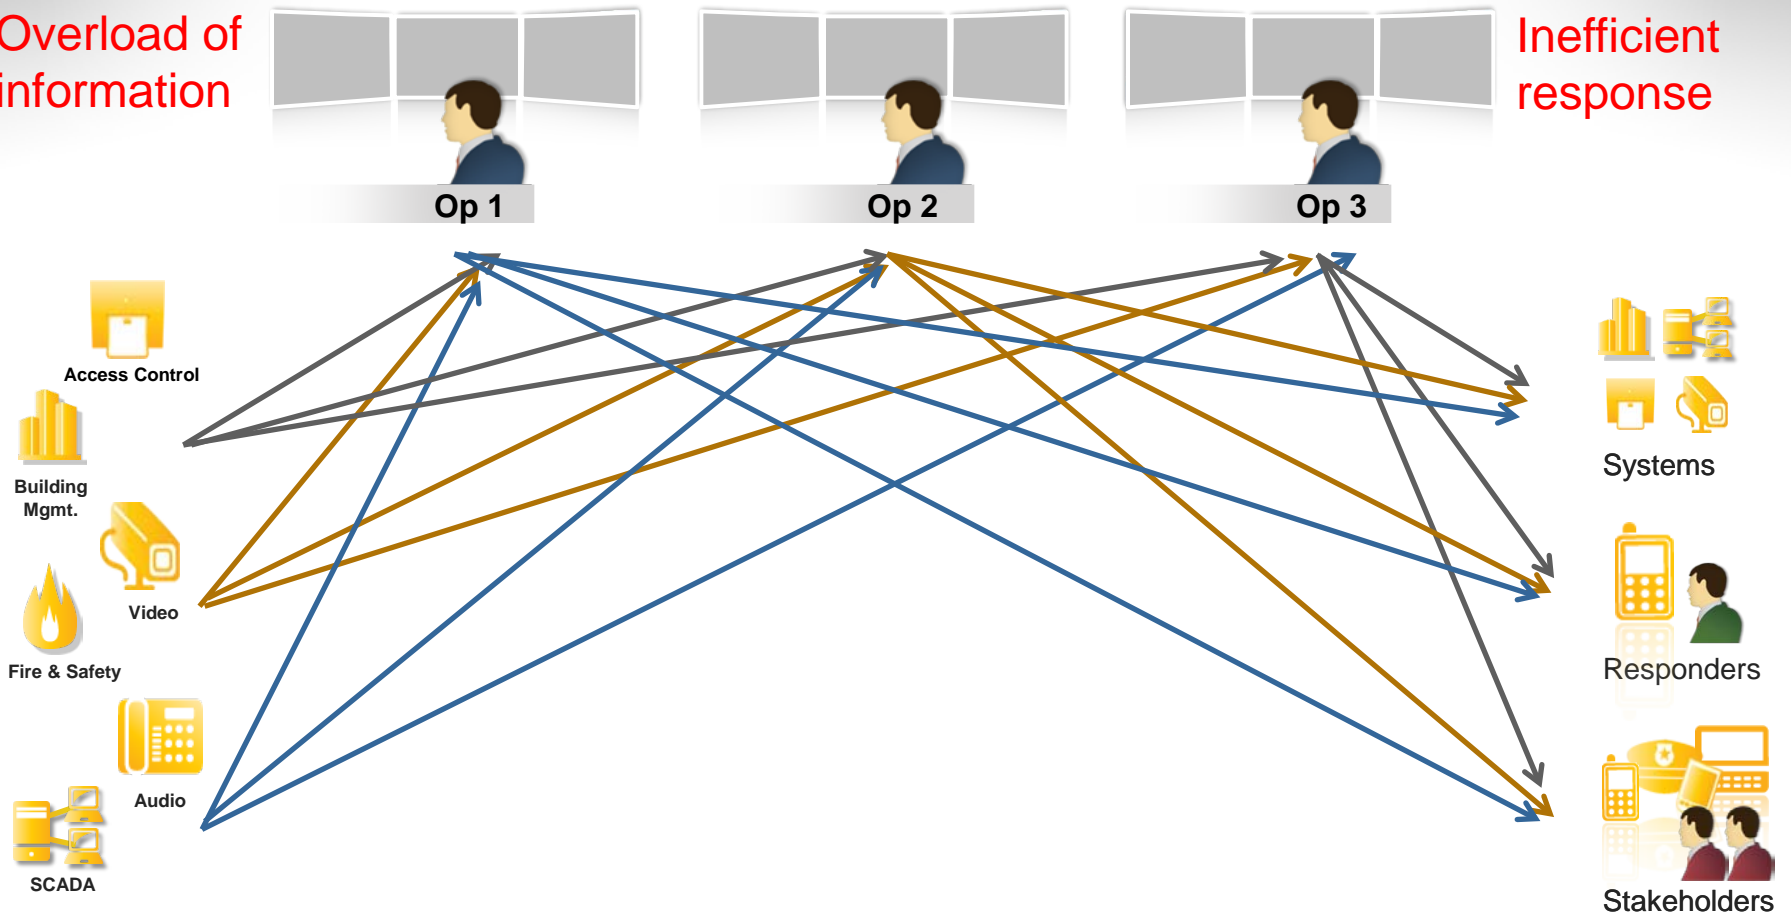 Overload of
information
Inefficient
response
Op 1
Op 2
Op 3
Access Control
Building
Mgmt.
Video
Fire & Safety
Audio
SCADA
Systems
Responders
Stakeholders